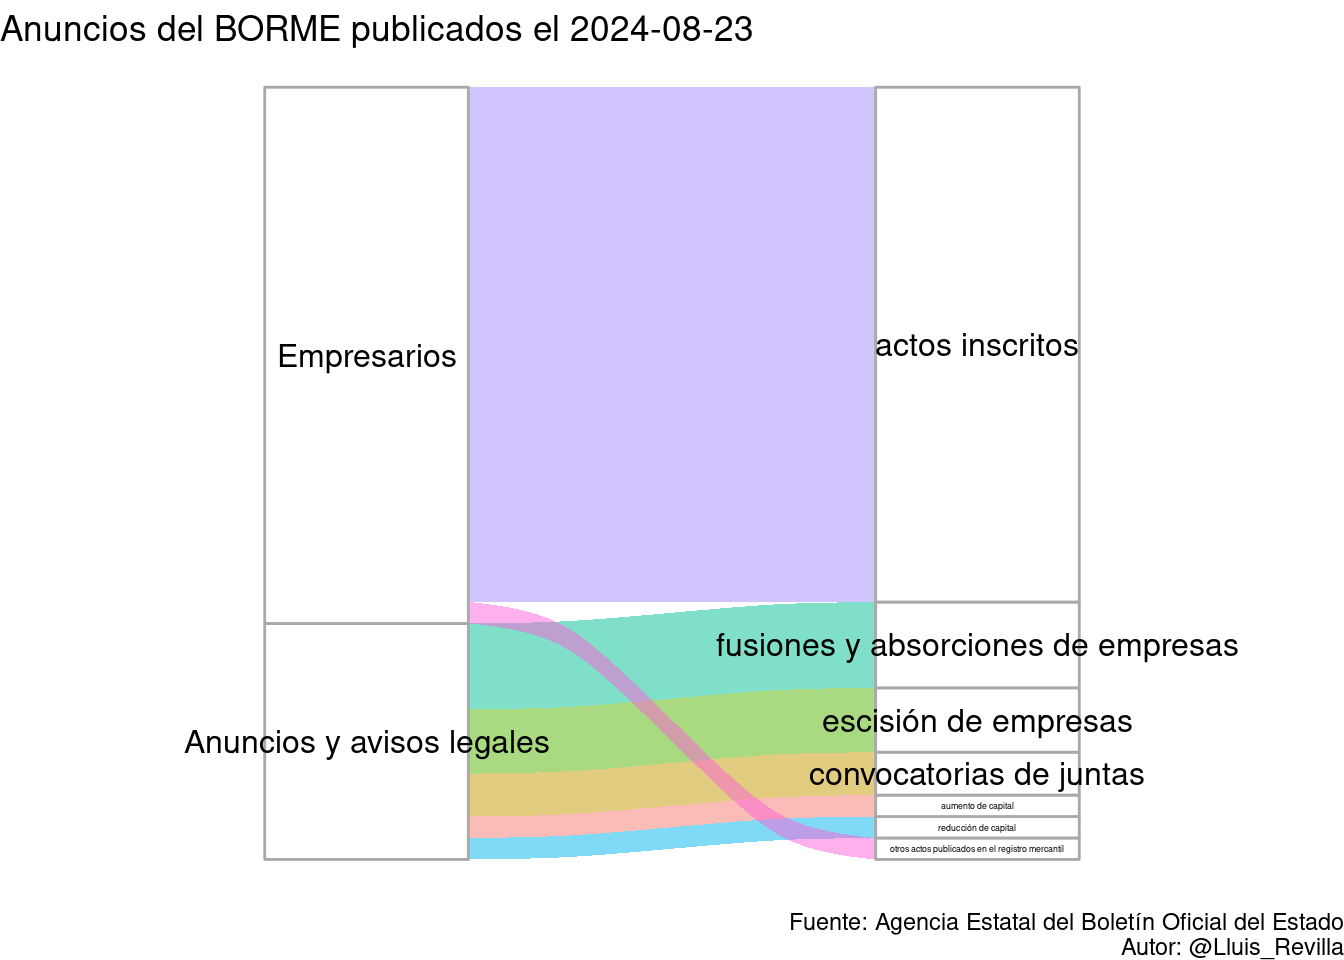 Anuncios del BORME publicados el 2024-08-23
Empresarios
Anuncios y avisos legales
actos inscritos
fusiones y absorciones de empresas
escisión de empresas
convocatorias de juntas
aumento de capital
reducción de capital
otros actos publicados en el registro mercantil
Fuente: Agencia Estatal del Boletín Oficial del Estado
Autor: @Lluis_Revilla